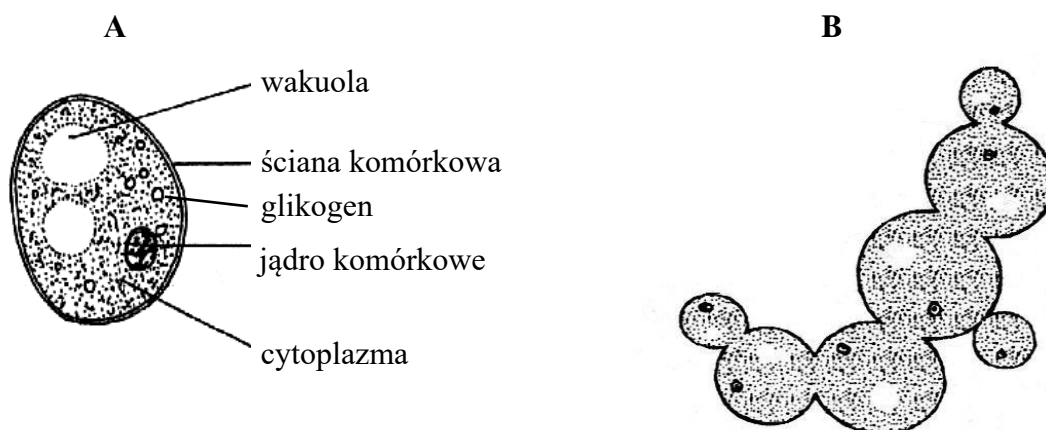 A
B
wakuola
ściana komórkowa
glikogen
jądro komórkowe
cytoplazma